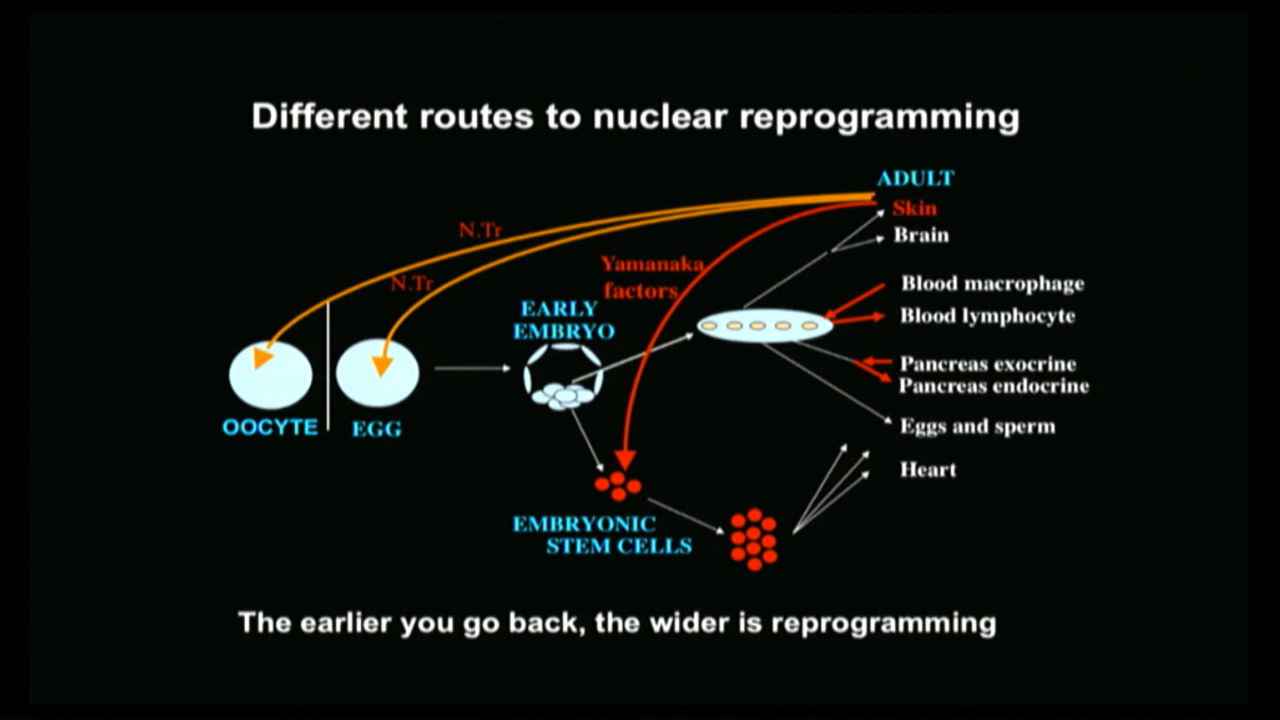 Different routes to nuclear reprogramming
ADULT
Skin
Brain
N.Tr
N.Tr
Yamanaka
factors
Blood macrophage
Blood lymphocyte
EARLY
EMBRYO
Pancreas exocrine
Pancreas endocrine
OOCYTE
EGG
Eggs and sperm
Heart
EMBRYONIC
STEM CELLS
The earlier you go back, the wider is reprogramming